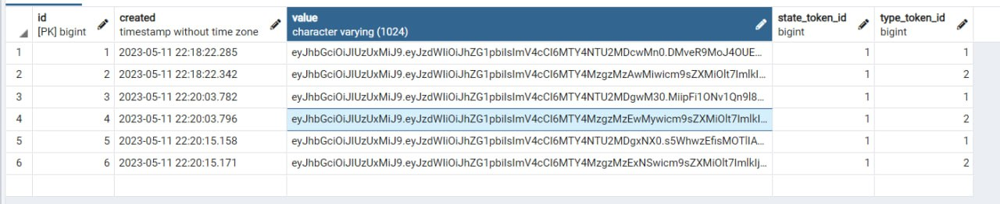 id created value state_token_id type_token_id
[PK] bigint timestamp without time zone character varying (1024) bigint bigint
1 1 2023-05-11 22:18:22.285 eyJhbGciOiJIUzUxMiJ9.eyJzdWIiOiJhZG1pbiIsImV4cCI6MTY4NTU2MDcwMn0.DMveR9MoJ4OUE... 1 1
2 2 2023-05-11 22:18:22.342 eyJhbGciOiJIUzUxMiJ9.eyJzdWIiOiJhZG1pbiIsImV4cCI6MTY4MzgzMzAwMiwicm9sZXMiOlt7ImlkI... 1 2
3 3 2023-05-11 22:20:03.782 eyJhbGciOiJIUzUxMiJ9.eyJzdWIiOiJhZG1pbiIsImV4cCI6MTY4NTU2MDgwM30.MiipFi1ONv1Qn9l8... 1 1
4 4 2023-05-11 22:20:03.796 eyJhbGciOiJIUzUxMiJ9.eyJzdWIiOiJhZG1pbiIsImV4cCI6MTY4MzgzMzEwMywicm9sZXMiOlt7ImlkI... 1 2
5 5 2023-05-11 22:20:15.158 eyJhbGciOiJIUzUxMiJ9.eyJzdWIiOiJhZG1pbiIsImV4cCI6MTY4NTU2MDgxNX0.s5WhwzEfisMOTlIA... 1 1
6 6 2023-05-11 22:20:15.171 eyJhbGciOiJIUzUxMiJ9.eyJzdWIiOiJhZG1pbiIsImV4cCI6MTY4MzgzMzExNSwicm9sZXMiOlt7ImlkIj... 1 2